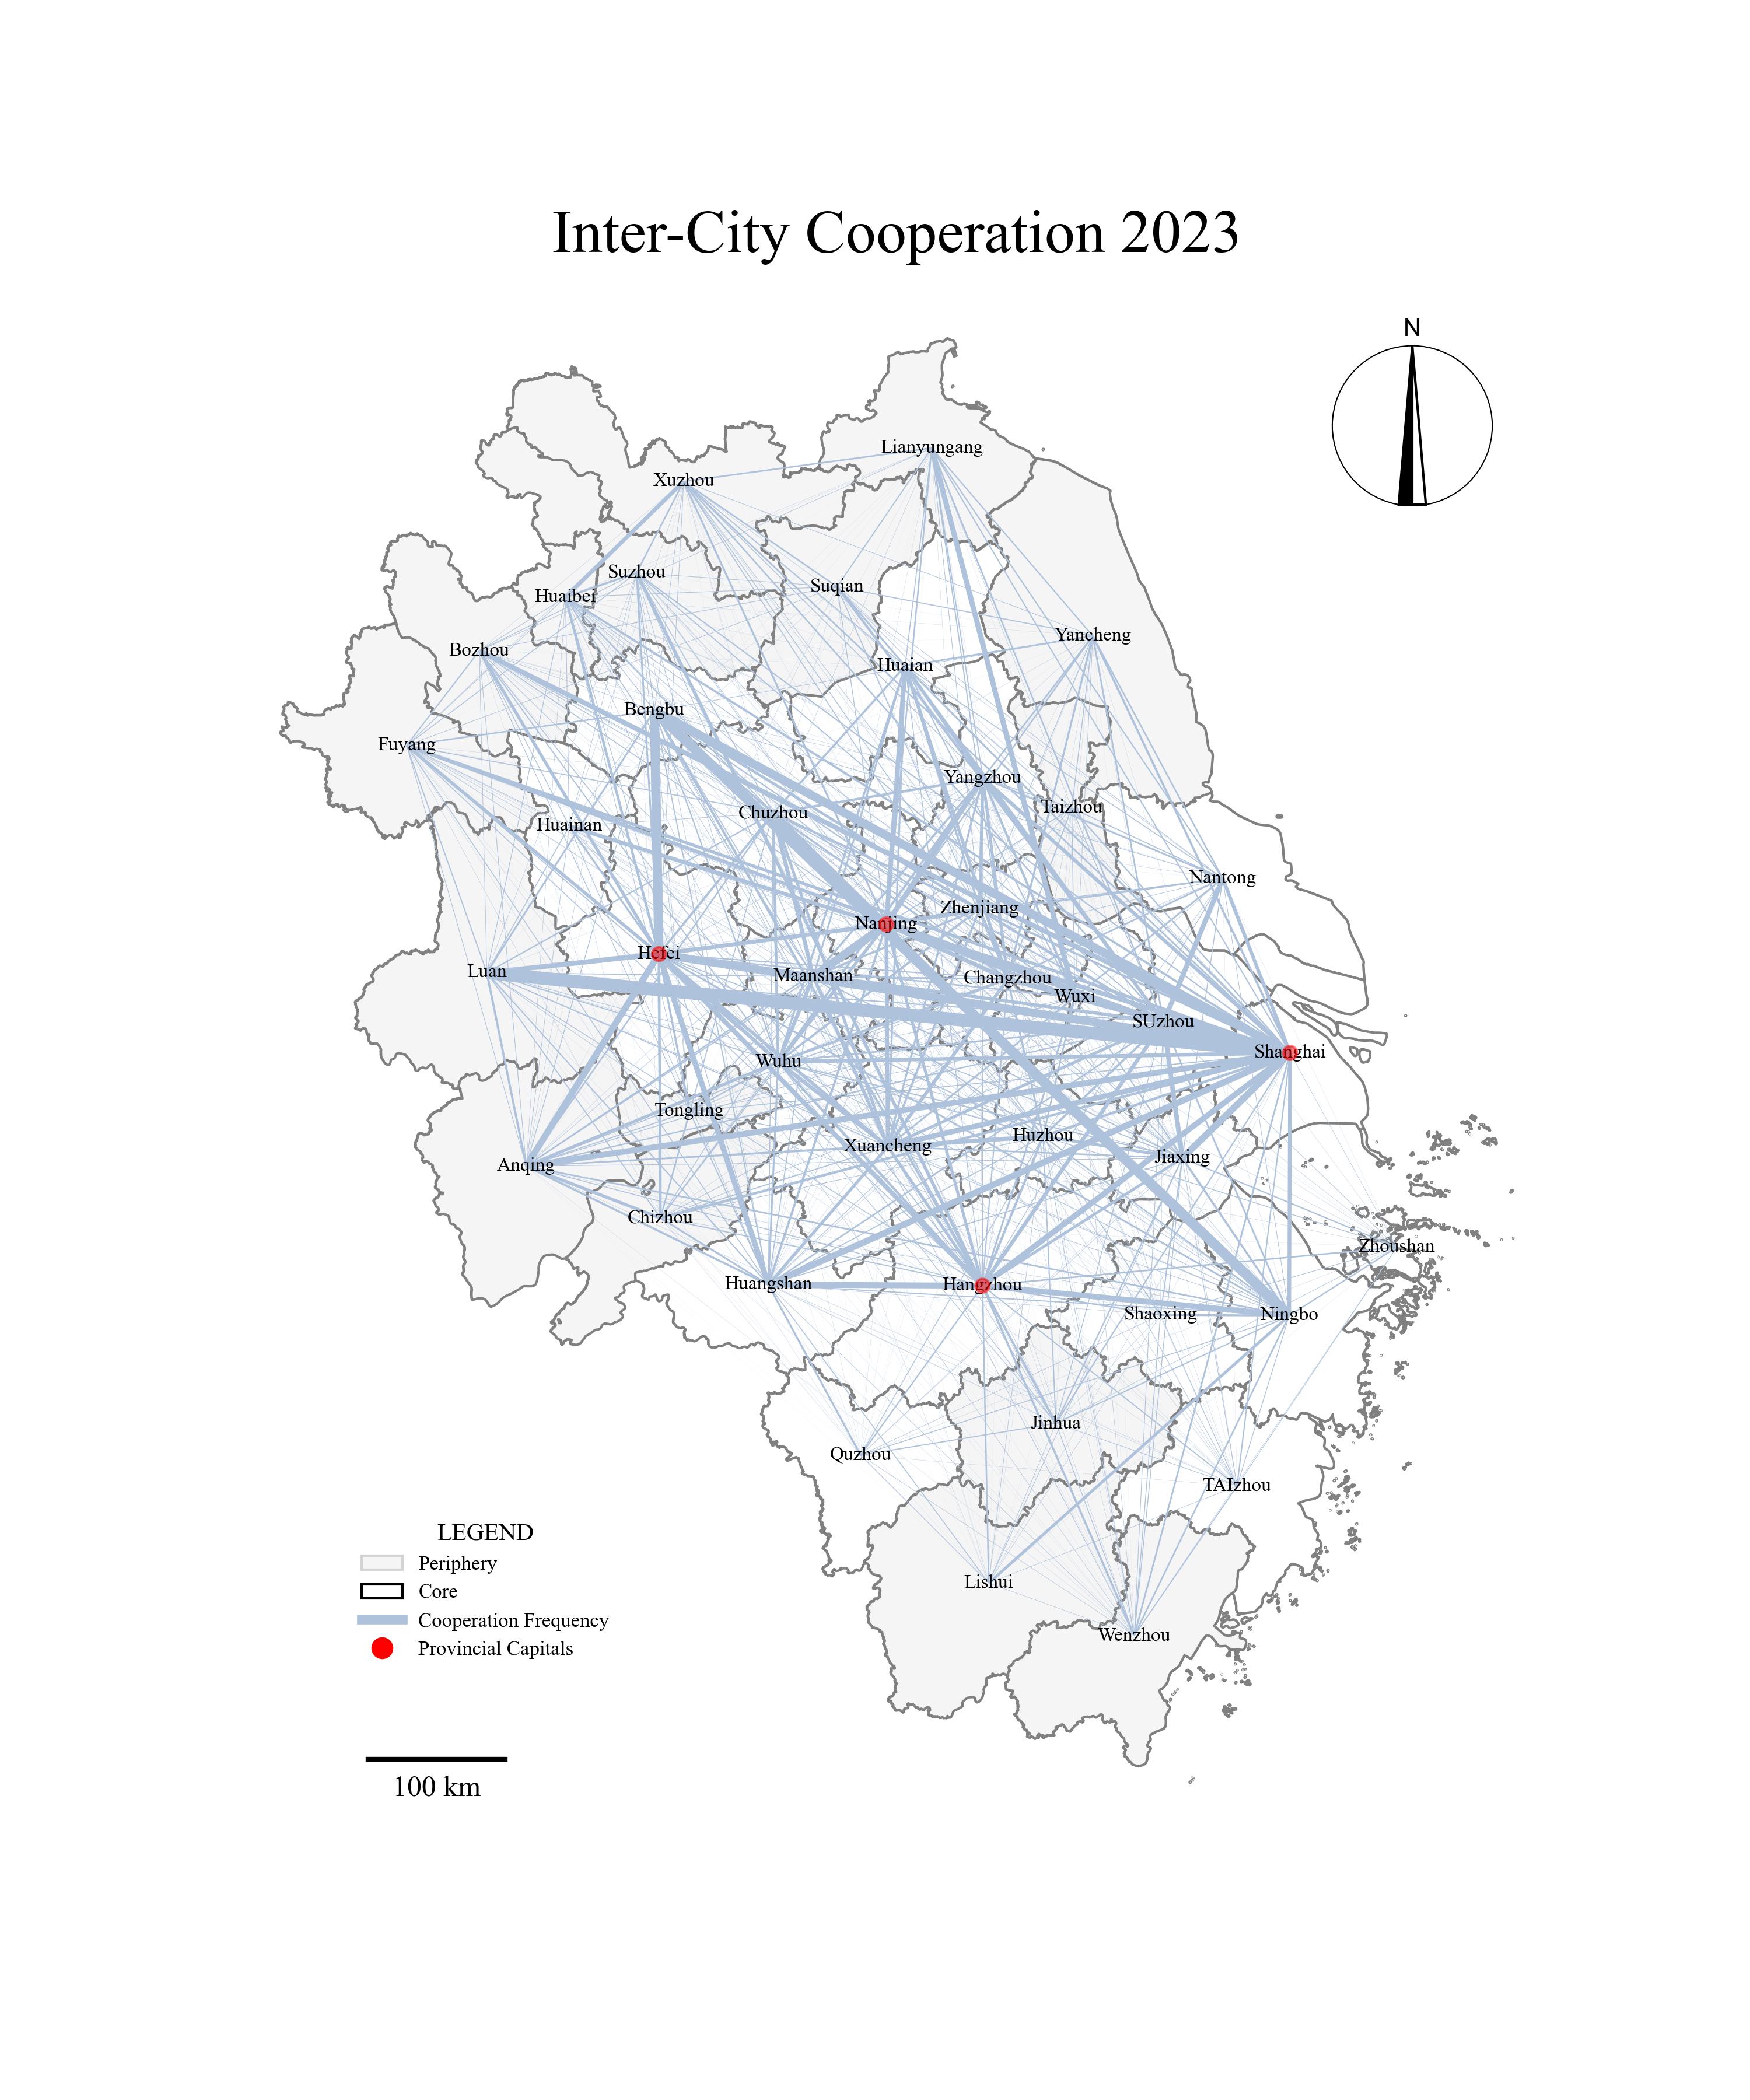 Inter-City Cooperation 2023
N
Lianyungang
Xuzhou
Suzhou
Suqian
Huaibei
Yancheng
Bozhou
Huaian
Bengbu
Fuyang
Yangzhou
Taizhou
Chuzhou
Huainan
Nantong
Zhenjiang
Nanjing
Hefei
Luan
Maanshan
Changzhou
Wuxi
SUzhou
Shanghai
Wuhu
Tongling
Huzhou
Xuancheng
Jiaxing
Anqing
Chizhou
Zhoushan
Huangshan
Hangzhou
Shaoxing
Ningbo
Jinhua
Quzhou
TAIzhou
Lishui
Wenzhou
LEGEND
Periphery
Core
Cooperation Frequency
Provincial Capitals
100 km